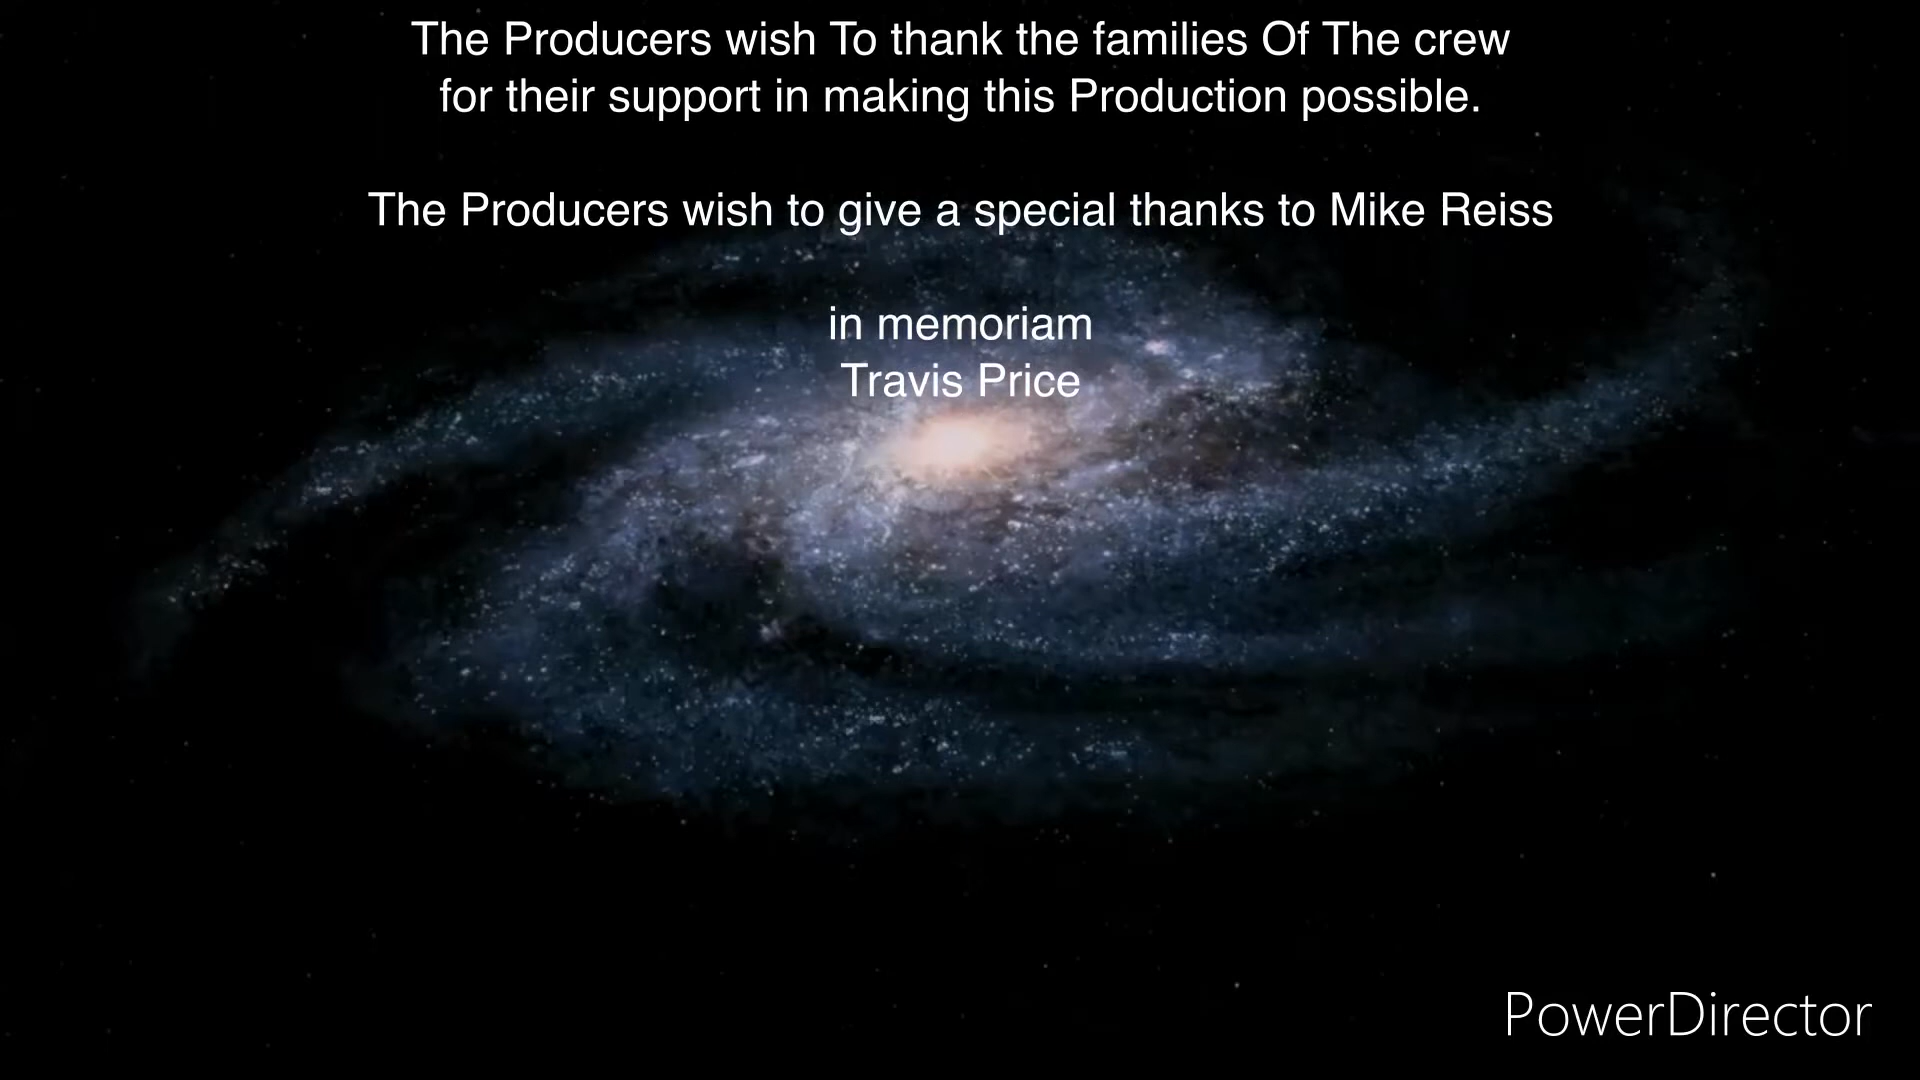 The Producers wish To thank the families Of The crew
for their support in making this Production possible.
The Producers wish to give a special thanks to Mike Reiss
in memoriam
Travis Price
PowerDirector